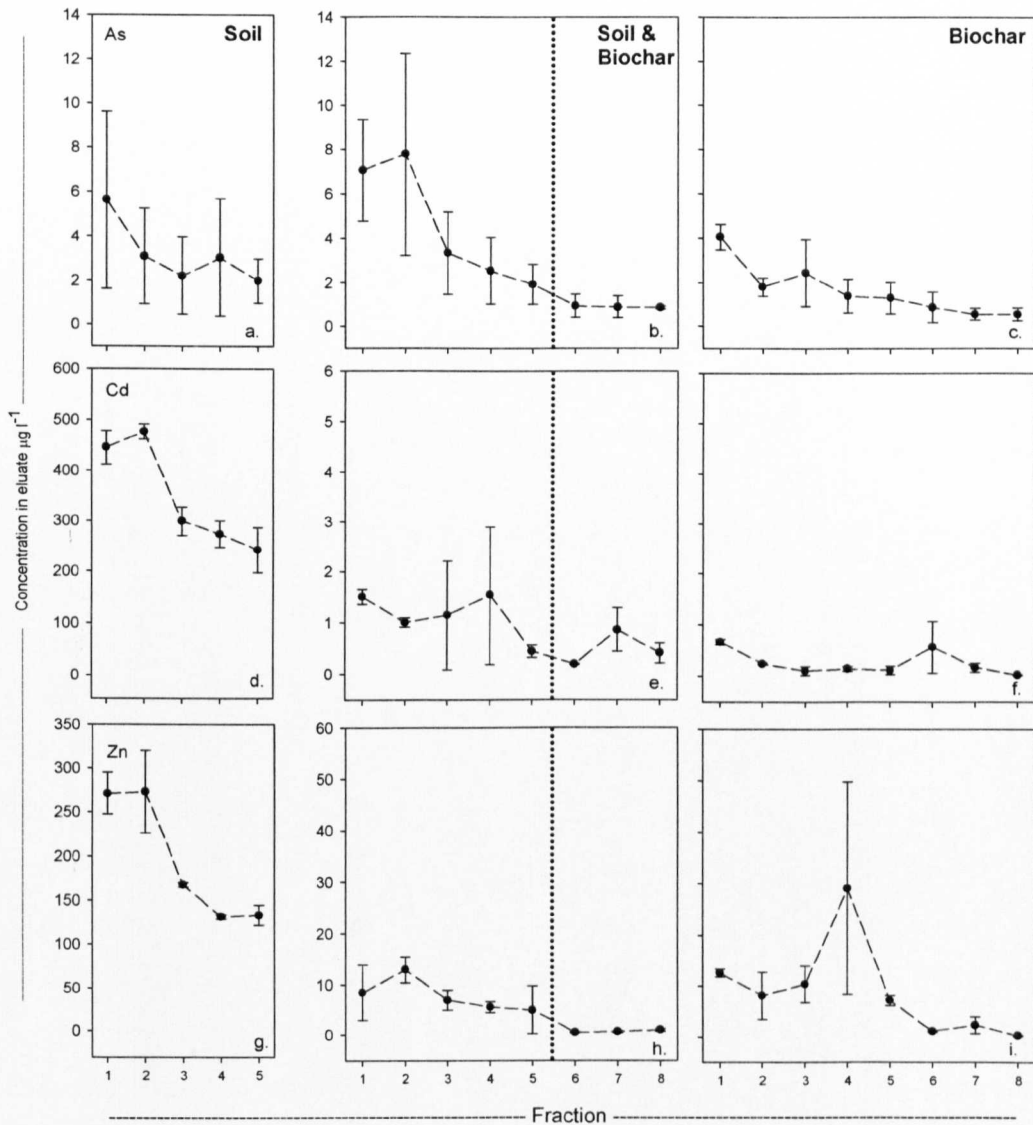 As Soil
14
12
10
8
6
4
2
0
a.
Soil &
Biochar
14
12
10
8
6
4
2
0
b.
Biochar
c.
Concentration in eluate µg l⁻¹
Cd
600
500
400
300
200
100
0
d.
6
5
4
3
2
1
0
e.
f.
Zn
350
300
250
200
150
100
50
0
g.
60
50
40
30
20
10
0
h.
i.
1 2 3 4 5
1 2 3 4 5 6 7 8
1 2 3 4 5 6 7 8
Fraction